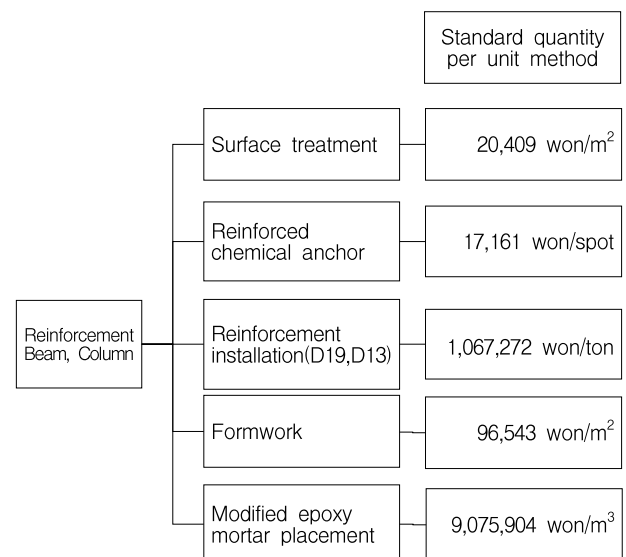 Standard quantity
per unit method
Surface treatment
20,409 won/m²
Reinforced
chemical anchor
17,161 won/spot
Reinforcement
Beam, Column
Reinforcement
installation(D19,D13)
1,067,272 won/ton
Formwork
96,543 won/m²
Modified epoxy
mortar placement
9,075,904 won/m³